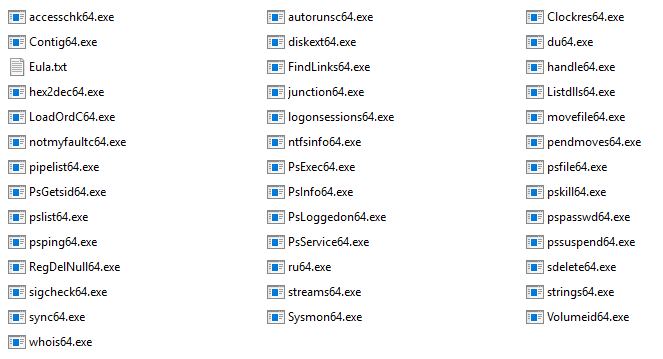 accesschk64.exe autorunsc64.exe Clockres64.exe
Contig64.exe diskext64.exe du64.exe
Eula.txt FindLinks64.exe handle64.exe
hex2dec64.exe junction64.exe Listdlls64.exe
LoadOrdC64.exe logonsessions64.exe movefile64.exe
notmyfaultc64.exe ntfsinfo64.exe pendmoves64.exe
pipelist64.exe PsExec64.exe psfile64.exe
PsGetsid64.exe PsInfo64.exe pskill64.exe
pslist64.exe PsLoggedon64.exe pspasswd64.exe
psping64.exe PsService64.exe pssuspend64.exe
RegDelNull64.exe ru64.exe sdelete64.exe
sigcheck64.exe streams64.exe strings64.exe
sync64.exe Sysmon64.exe Volumeid64.exe
whois64.exe